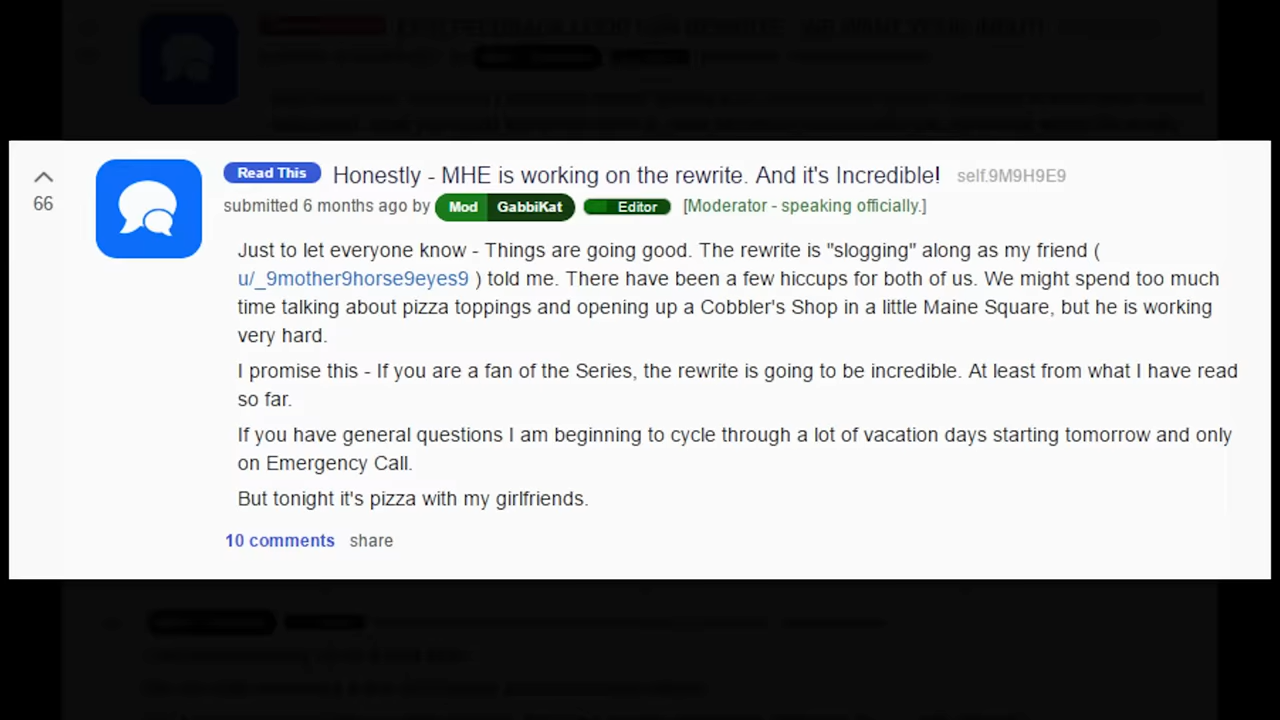 Read This Honestly - MHE is working on the rewrite. And it's Incredible! self.9M9H9E9
66
submitted 6 months ago by Mod GabbiKat Editor [Moderator - speaking officially.]
Just to let everyone know - Things are going good. The rewrite is "slogging" along as my friend (
u/_9mother9horse9eyes9 ) told me. There have been a few hiccups for both of us. We might spend too much
time talking about pizza toppings and opening up a Cobbler's Shop in a little Maine Square, but he is working
very hard.
I promise this - If you are a fan of the Series, the rewrite is going to be incredible. At least from what I have read
so far.
If you have general questions I am beginning to cycle through a lot of vacation days starting tomorrow and only
on Emergency Call.
But tonight it's pizza with my girlfriends.
10 comments share